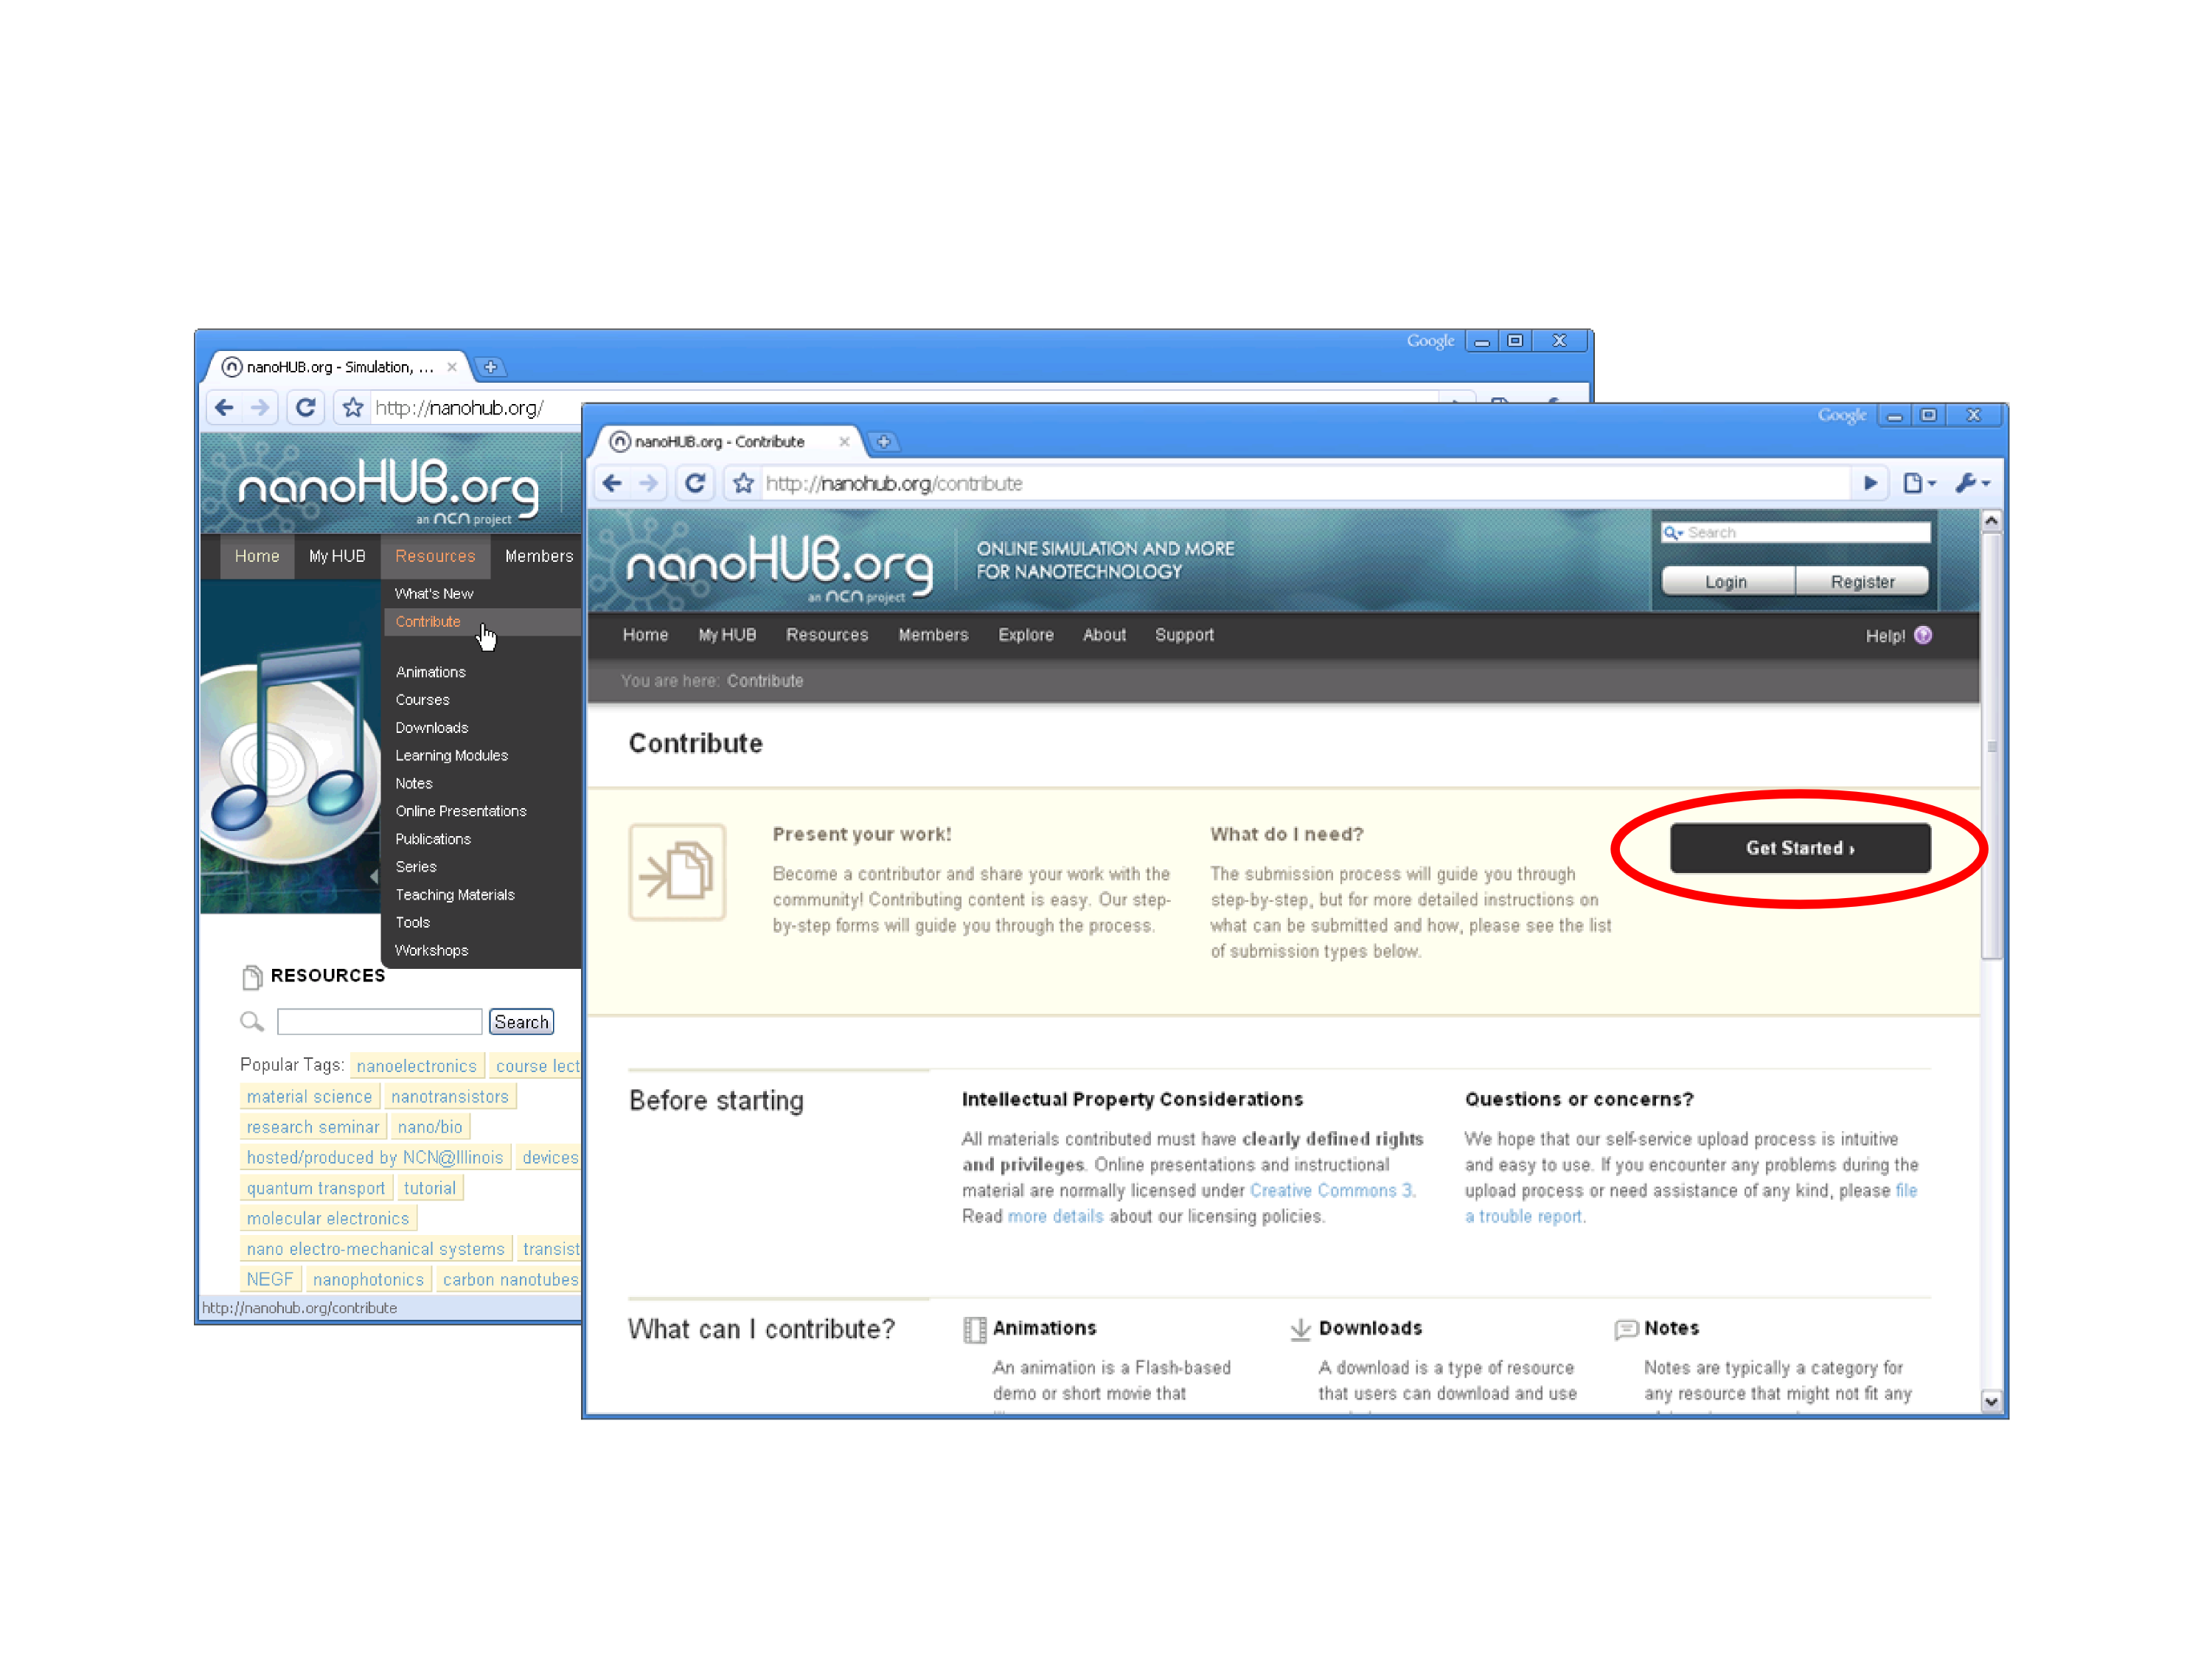 Google
nanoHUB.org - Simulation, ...
http://nanohub.org/
nanoHUB.org
an ncn project
Home My HUB Resources Members
What's New
Contribute
Animations
Courses
Downloads
Learning Modules
Notes
Online Presentations
Publications
Series
Teaching Materials
Tools
Workshops
RESOURCES
Search
Popular Tags: nanoelectronics course lect
material science nanotransistors
research seminar nano/bio
hosted/produced by NCN@Illinois devices
quantum transport tutorial
molecular electronics
nano electro-mechanical systems transist
NEGF nanophotonics carbon nanotubes
http://nanohub.org/contribute
Google
nanoHUB.org - Contribute
http://nanohub.org/contribute
nanoHUB.org
an ncn project
ONLINE SIMULATION AND MORE
FOR NANOTECHNOLOGY
Search
Login Register
Home My HUB Resources Members Explore About Support Help! ?
You are here: Contribute
Contribute
Present your work!
Become a contributor and share your work with the
community! Contributing content is easy. Our step-
by-step forms will guide you through the process.
What do I need?
The submission process will guide you through
step-by-step, but for more detailed instructions on
what can be submitted and how, please see the list
of submission types below.
Get Started ›
Before starting
Intellectual Property Considerations
All materials contributed must have clearly defined rights
and privileges. Online presentations and instructional
material are normally licensed under Creative Commons 3.
Read more details about our licensing policies.
Questions or concerns?
We hope that our self-service upload process is intuitive
and easy to use. If you encounter any problems during the
upload process or need assistance of any kind, please file
a trouble report.
What can I contribute?
Animations
An animation is a Flash-based
demo or short movie that
Downloads
A download is a type of resource
that users can download and use
Notes
Notes are typically a category for
any resource that might not fit any